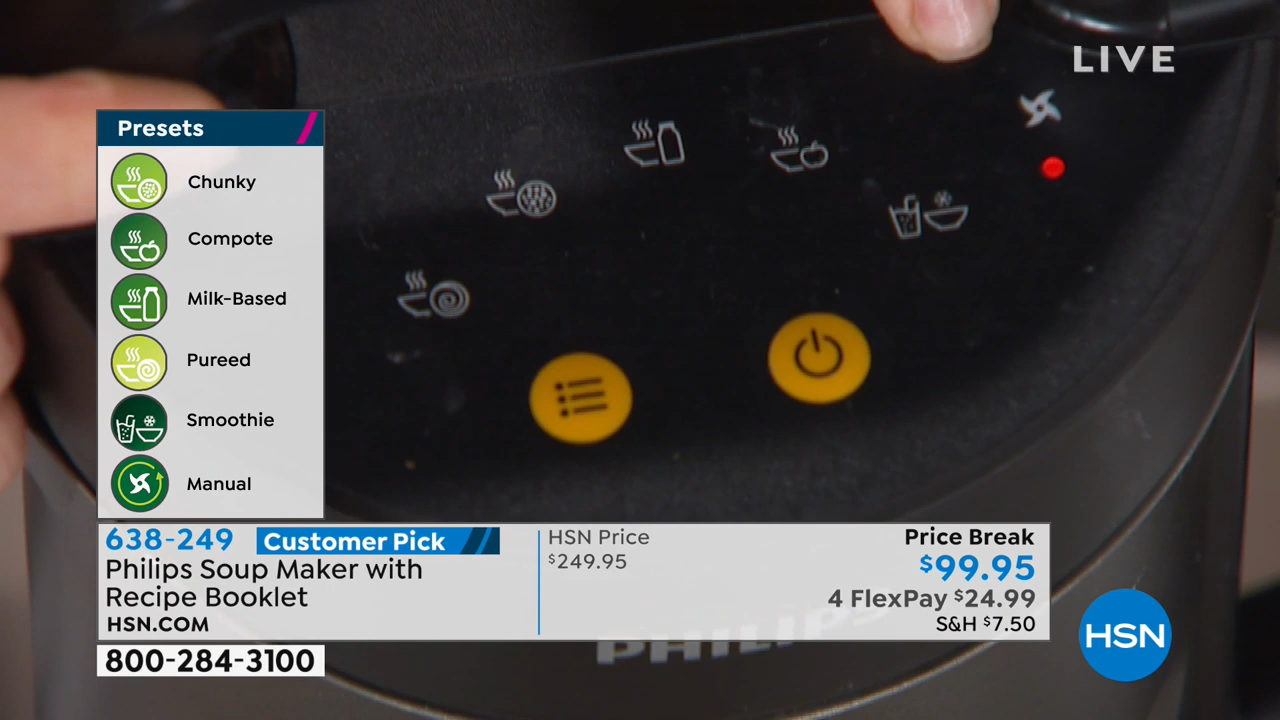 LIVE
Presets
Chunky
Compote
Milk-Based
Pureed
Smoothie
Manual
638-249
Customer Pick
Philips Soup Maker with
Recipe Booklet
HSN.COM
HSN Price
$249.95
Price Break
$99.95
4 FlexPay $24.99
S&H $7.50
PHILIPS
800-284-3100
HSN